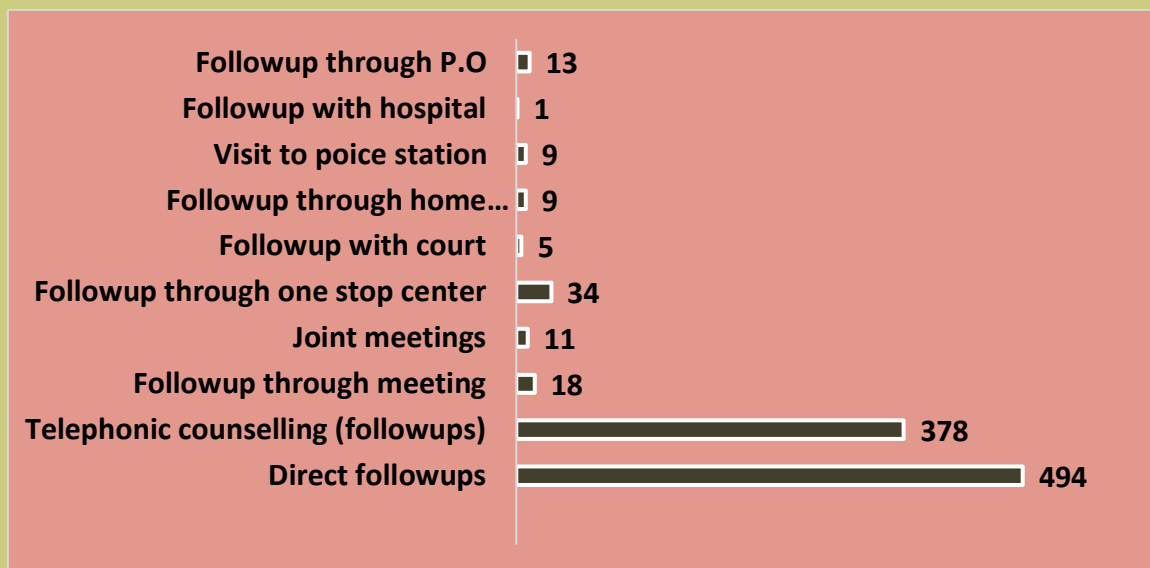 Followup through P.O 13
Followup with hospital 1
Visit to poice station 9
Followup through home... 9
Followup with court 5
Followup through one stop center 34
Joint meetings 11
Followup through meeting 18
Telephonic counselling (followups) 378
Direct followups 494